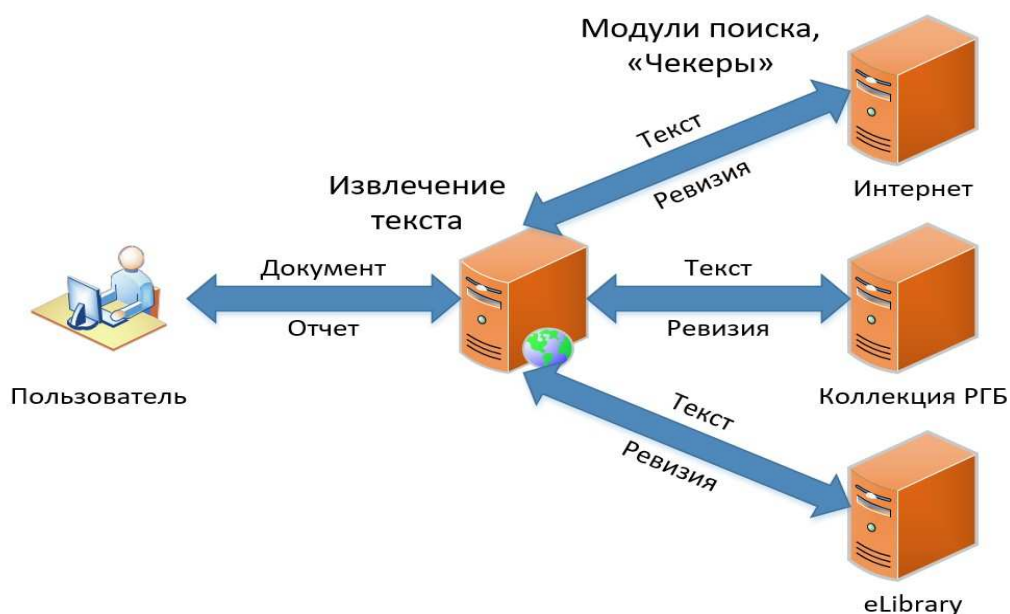 Модули поиска,
«Чекеры»
Текст
Ревизия
Интернет
Извлечение
текста
Документ
Отчет
Пользователь
Текст
Ревизия
Коллекция РГБ
Текст
Ревизия
eLibrary